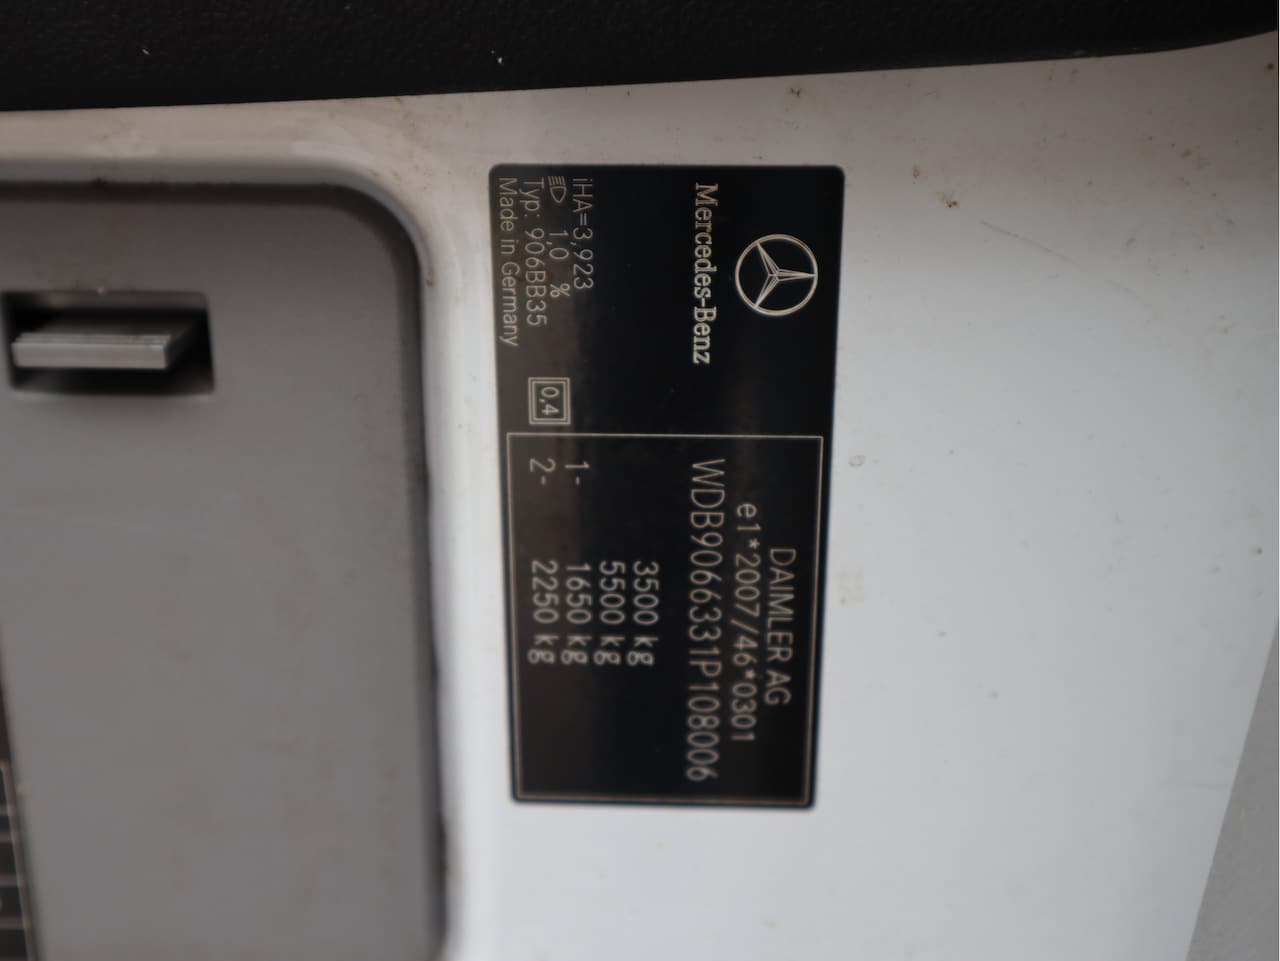 Mercedes-Benz
iHA=3,923
1,0 %
Typ: 906BB35
Made in Germany
0,4
DAIMLER AG
e1*2007/46*0301
WDB9066331P108006
3500 kg
5500 kg
1- 1650 kg
2- 2250 kg